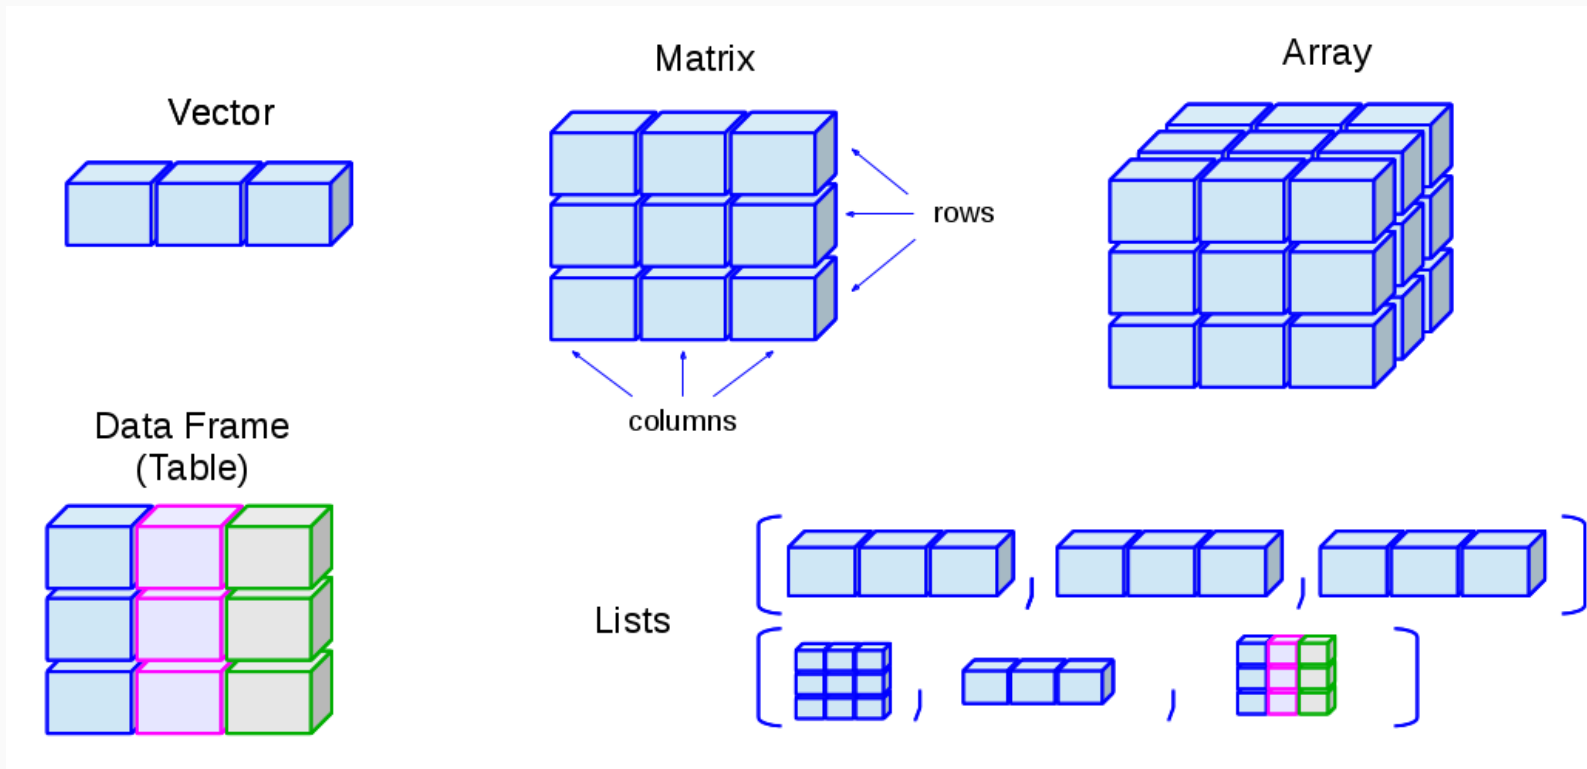 Vector
Matrix
Array
rows
columns
Data Frame
(Table)
Lists